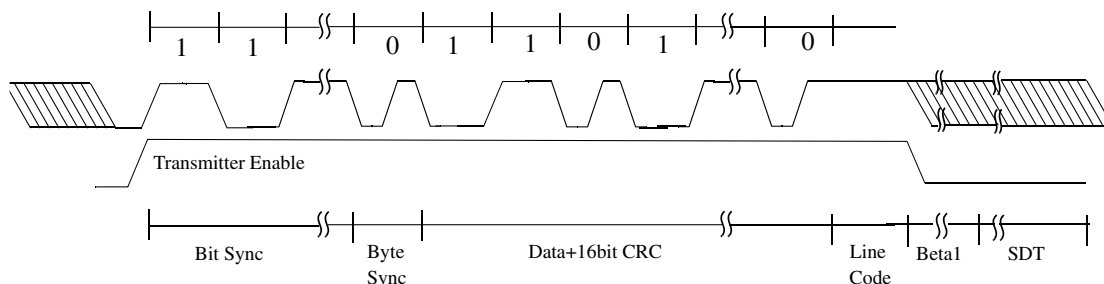 1 1 0 1 1 0 1 0
Transmitter Enable
Bit Sync
Byte
Sync
Data+16bit CRC
Line
Code
Beta1
SDT